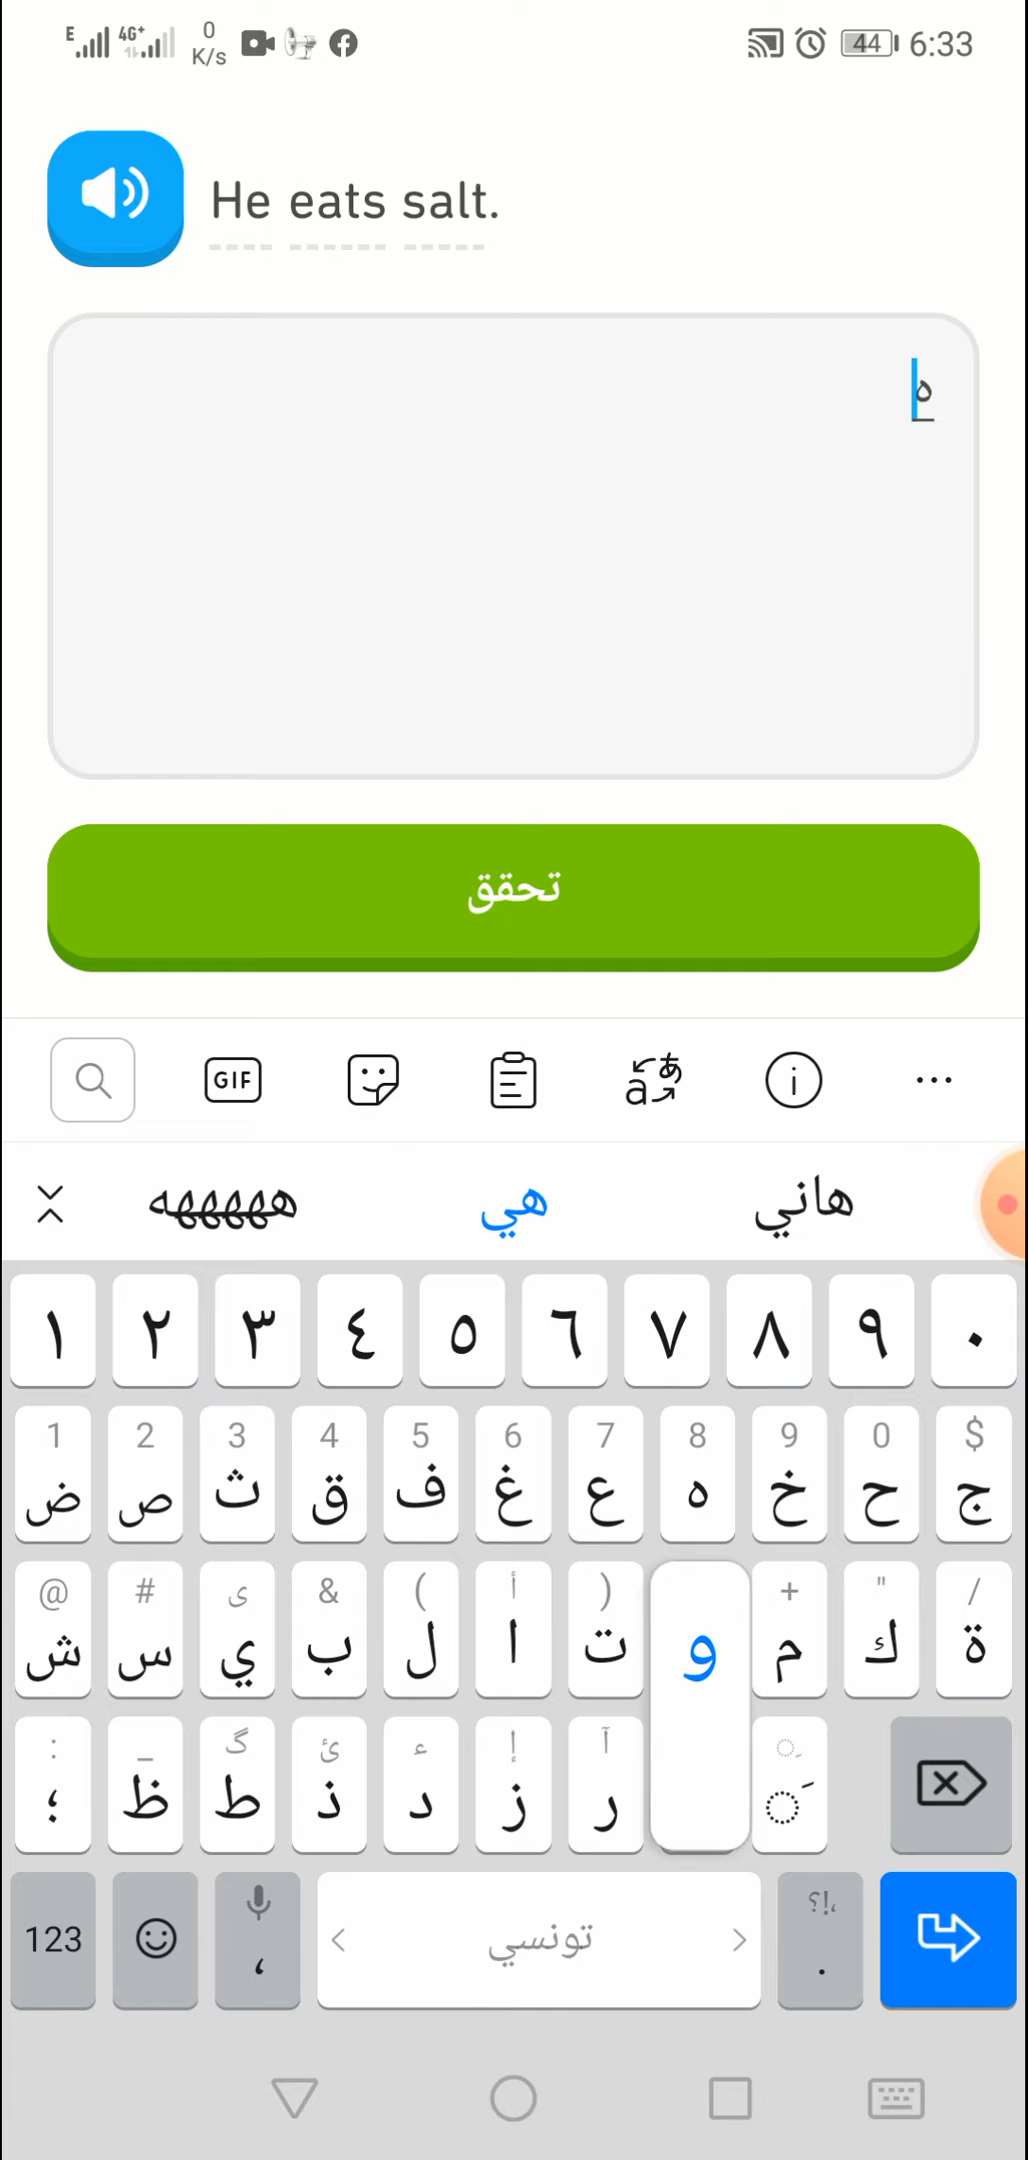 E 4G+ 0 K/s 44 6:33
He eats salt.
ه
تحقق
GIF
هههههه هي هاني
١ ٢ ٣ ٤ ٥ ٦ ٧ ٨ ٩ ٠
1 2 3 4 5 6 7 8 9 0 $
ض ص ث ق ف غ ع ه خ ح ج
@ # ى & ( أ ) + " /
ش س ي ب ل ا ت و م ك ة
: _ گ ئ ء إ آ
؛ ظ ط ذ د ز ر
؟!،
123 ، < تونسي > .